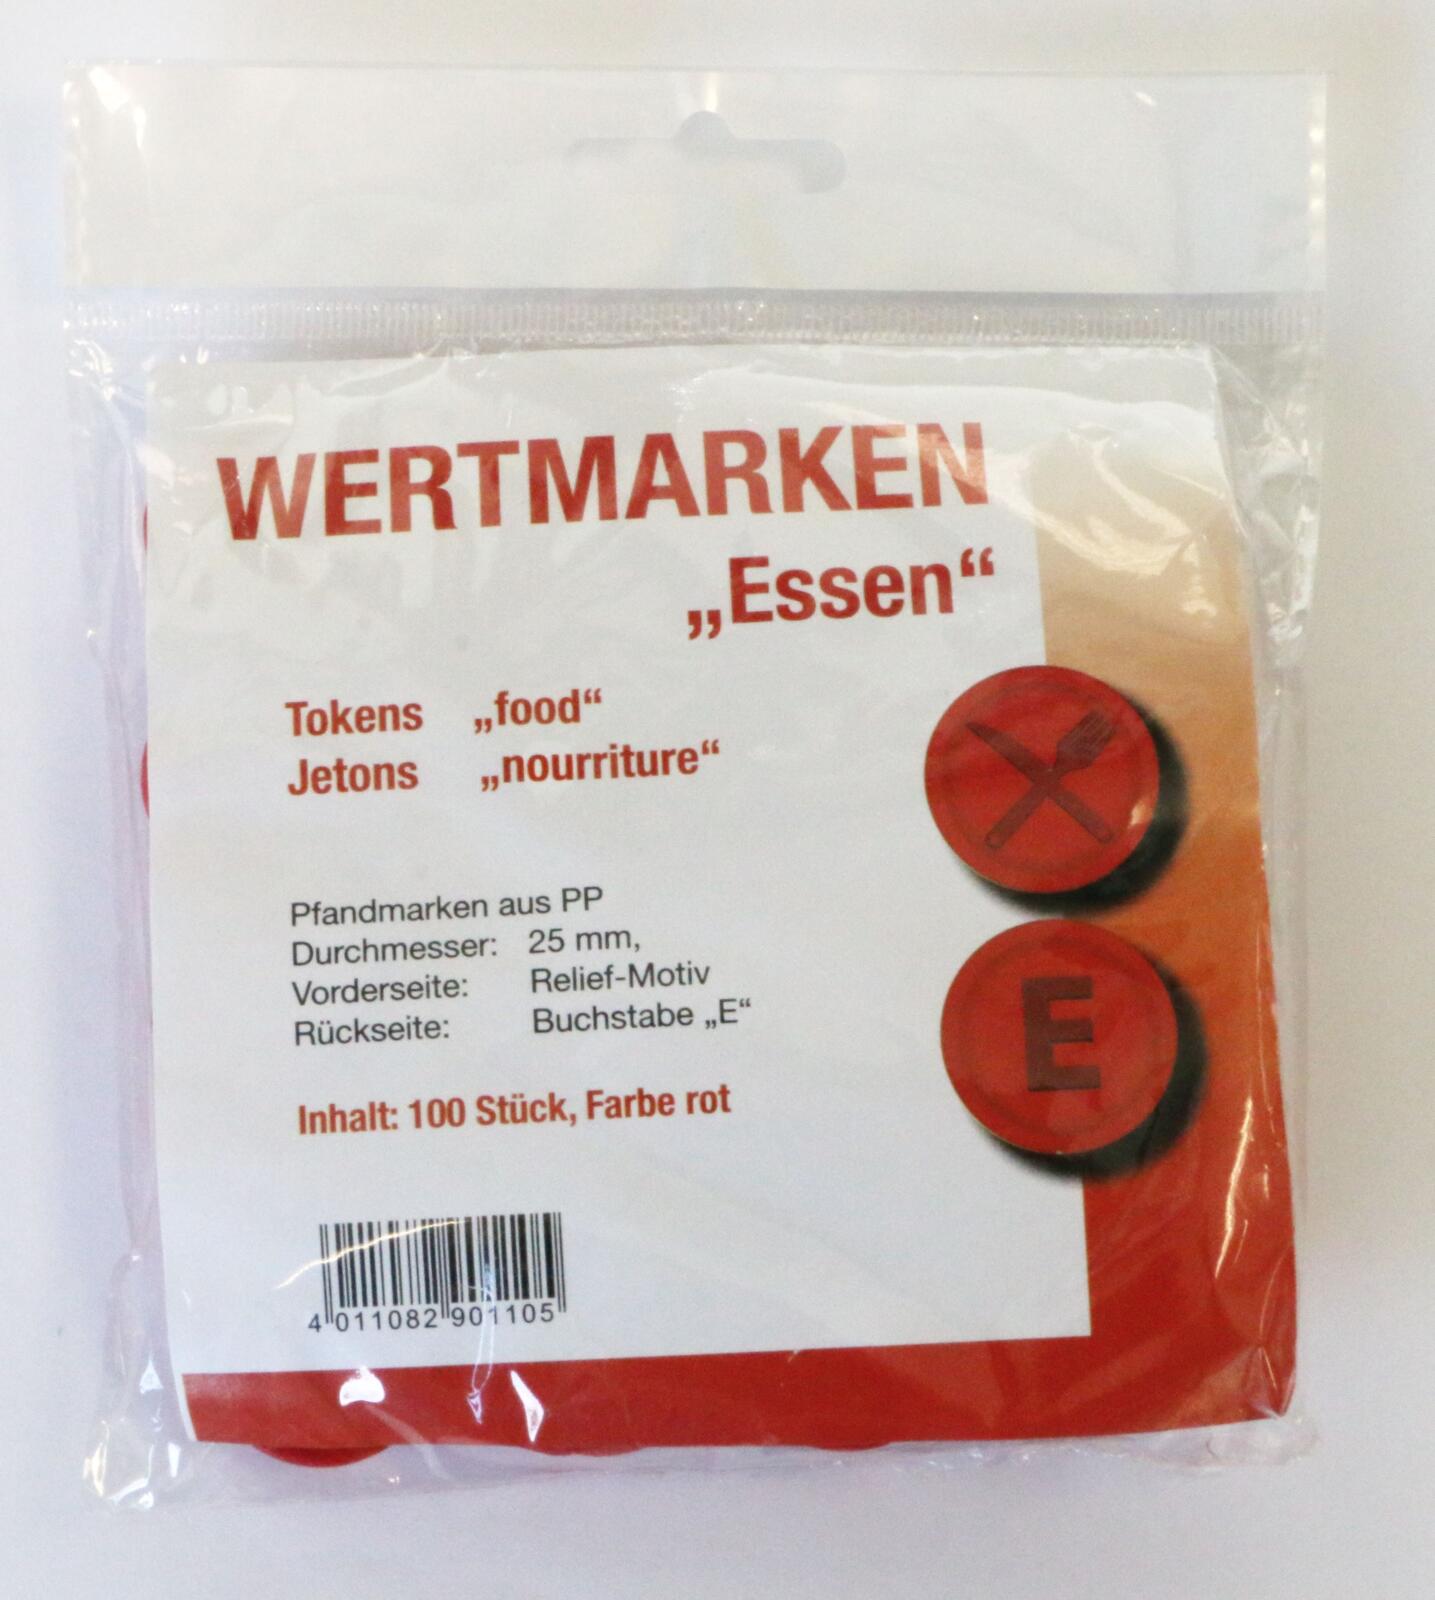 WERTMARKEN
„Essen“
Tokens „food“
Jetons „nourriture“
Pfandmarken aus PP
Durchmesser: 25 mm,
Vorderseite: Relief-Motiv
Rückseite: Buchstabe „E“
Inhalt: 100 Stück, Farbe rot
E
4 011082 901105